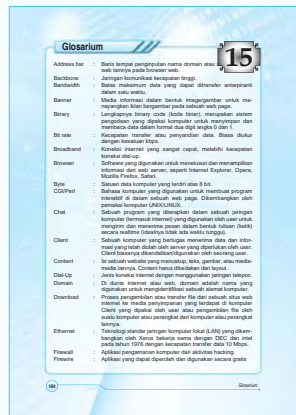 Glosarium
15
Address bar : Baris tempat penginputan nama domain atau
web lainnya pada browser web.
Backbone : Jaringan komunikasi kecepatan tinggi.
Bandwidth : Batas maksimum data yang dapat ditransfer antarpiranti
dalam satu waktu.
Banner : Media informasi dalam bentuk image/gambar untuk me-
nayangkan iklan bergambar pada sebuah web page.
Binary : Lengkapnya binary code (kode biner), merupakan sistem
pengodean yang dipakai komputer untuk menyimpan dan
membaca data dalam format dua digit angka 0 dan 1.
Bit rate : Kecepatan transfer atau penyandian data. Biasa diukur
dengan kesatuan kbps.
Broadband : Koneksi internet yang sangat cepat, melebihi kecepatan
koneksi dial-up.
Browser : Software yang digunakan untuk menelusuri dan menampilkan
informasi dari web server, seperti Internet Explorer, Opera,
Mozilla Firefox, Safari.
Byte : Satuan data komputer yang terdiri atas 8 bit.
CGI/Perl : Bahasa komputer yang digunakan untuk membuat program
interaktif di dalam sebuah web page. Dikembangkan oleh
pemakai komputer UNIX/LINUX.
Chat : Sebuah program yang diterapkan dalam sebuah jaringan
komputer (termasuk internet) yang digunakan oleh user untuk
mengirim dan menerima pesan dalam bentuk tulisan (ketik)
secara realtime (idealnya tidak ada waktu tunggu).
Client : Sebuah komputer yang bertugas menerima data dan infor-
masi yang telah diolah oleh server yang diperlukan oleh user.
Client biasanya dikendalikan/digunakan oleh seorang user.
Content : Isi sebuah website yang mencakup, teks, gambar, atau media-
media lainnya. Content harus dibedakan dari layout.
Dial-Up : Jenis koneksi internet dengan menggunakan jaringan telepon.
Domain : Di dunia internet atau web, domain adalah nama yang
digunakan untuk mengidentifikasi sebuah alamat komputer.
Download : Proses pengambilan atau transfer file dari sebuah situs web
internet ke media penyimpanan yang terdapat di komputer
Client yang dipakai oleh user atau pengambilan file oleh
suatu komputer atau perangkat dari komputer atau perangkat
lainnya.
Ethernet : Teknologi standar jaringan komputer lokal (LAN) yang dikem-
bangkan oleh Xerox bekerja sama dengan DEC dan intel
pada tahun 1976 dengan kecepatan transfer data 10 Mbps.
Firewall : Aplikasi pengamanan komputer dari aktivitas hacking.
Firewire : Aplikasi yang dapat diperoleh dan digunakan secara gratis
184
Glosarium